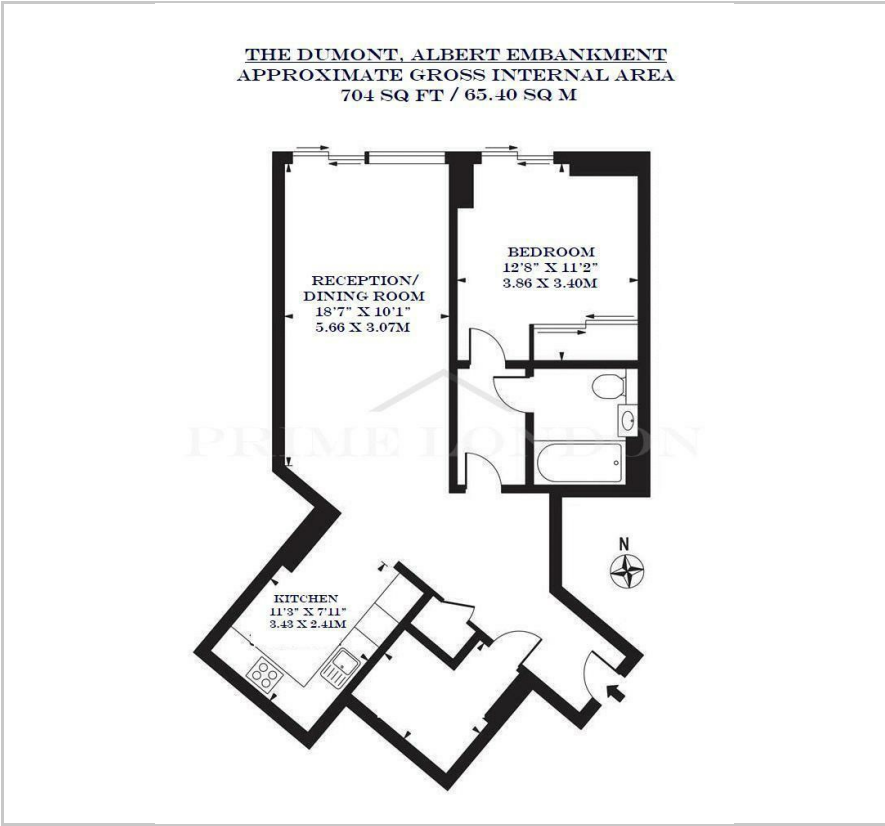 THE DUMONT, ALBERT EMBANKMENT
APPROXIMATE GROSS INTERNAL AREA
704 SQ FT / 65.40 SQ M
BEDROOM
12'8" X 11'2"
3.86 X 3.40M
RECEPTION/
DINING ROOM
18'7" X 10'1"
5.66 X 3.07M
PRIME LONDON
N
KITCHEN
11'3" X 7'11"
3.43 X 2.41M